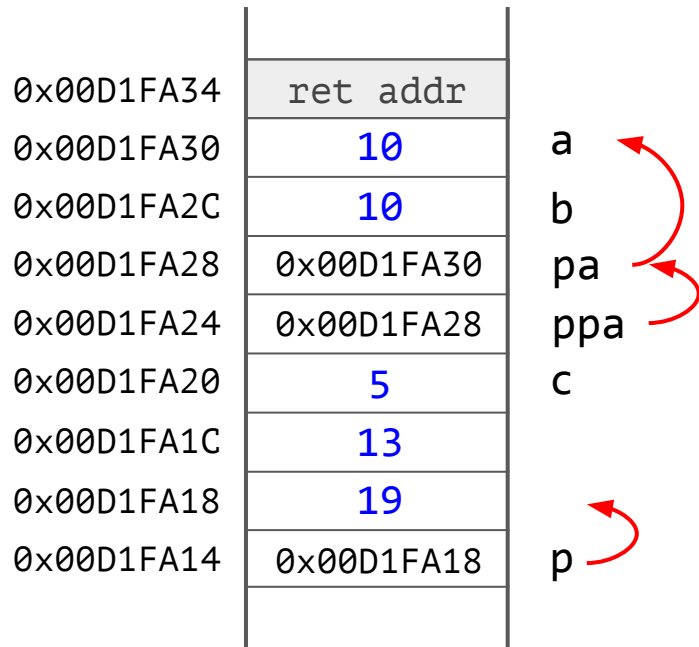 0x00D1FA34 ret addr
0x00D1FA30 10 a
0x00D1FA2C 10 b
0x00D1FA28 0x00D1FA30 pa
0x00D1FA24 0x00D1FA28 ppa
0x00D1FA20 5 c
0x00D1FA1C 13
0x00D1FA18 19
0x00D1FA14 0x00D1FA18 p